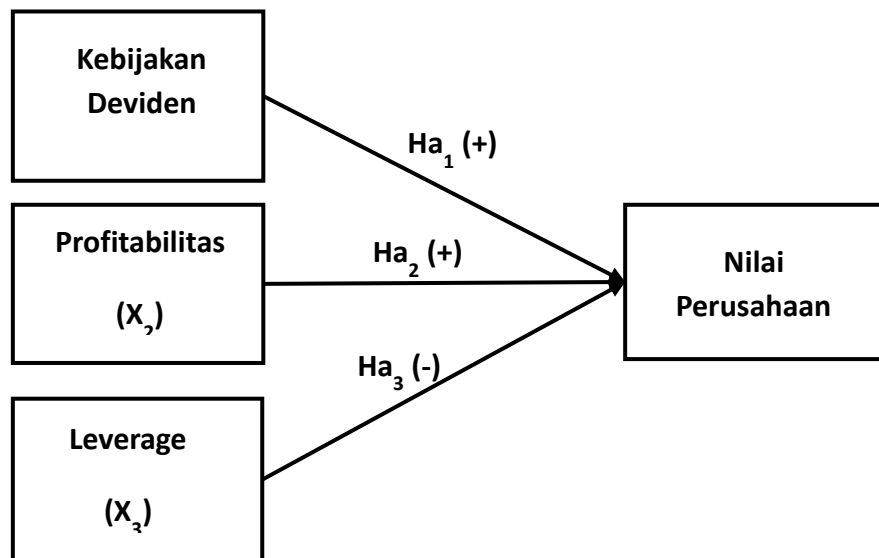 Kebijakan
Deviden
Ha₁ (+)
Profitabilitas
(X₂)
Ha₂ (+)
Nilai
Perusahaan
Ha₃ (-)
Leverage
(X₃)